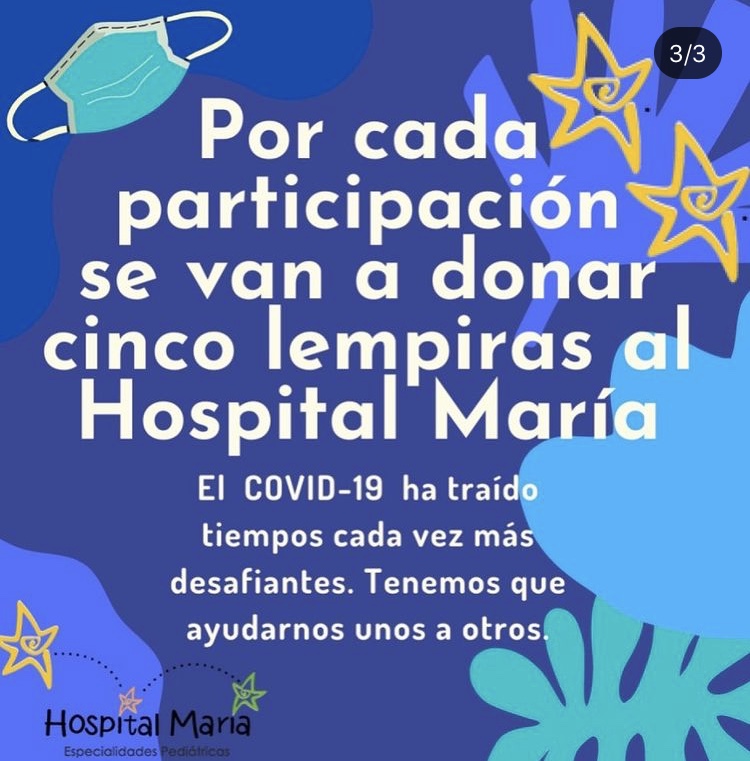 3/3
Por cada
participación
se van a donar
cinco lempiras al
Hospital María
El COVID-19 ha traído
tiempos cada vez más
desafiantes. Tenemos que
ayudarnos unos a otros.
Hospital María
Especialidades Pediátricas